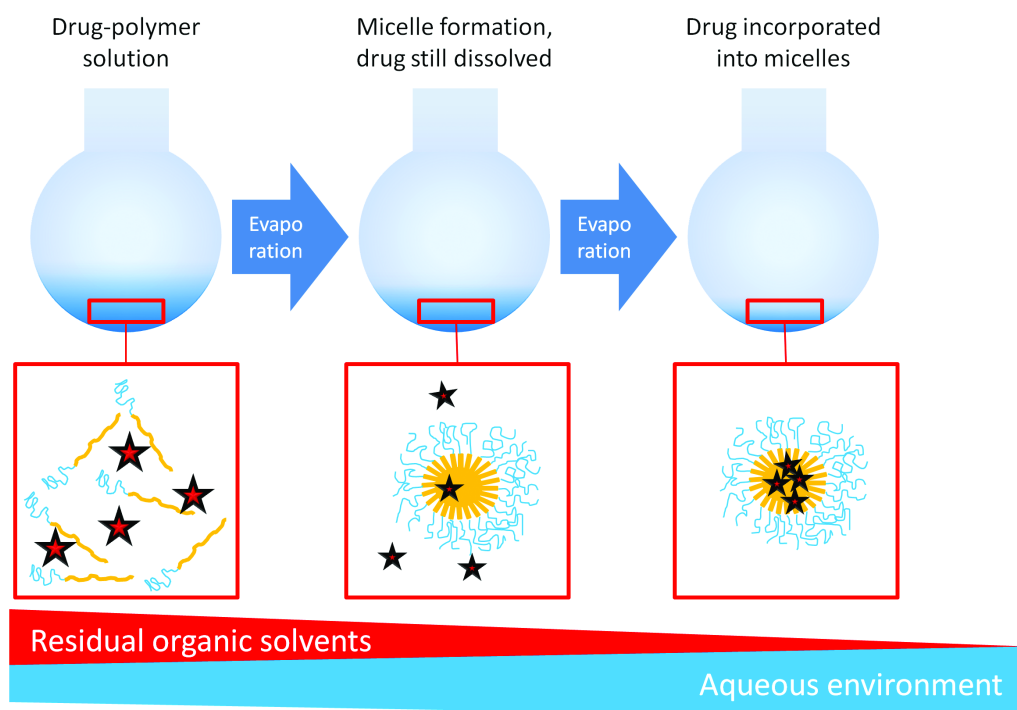 Drug-polymer
solution
Micelle formation,
drug still dissolved
Drug incorporated
into micelles
Evapo
ration
Evapo
ration
Residual organic solvents
Aqueous environment